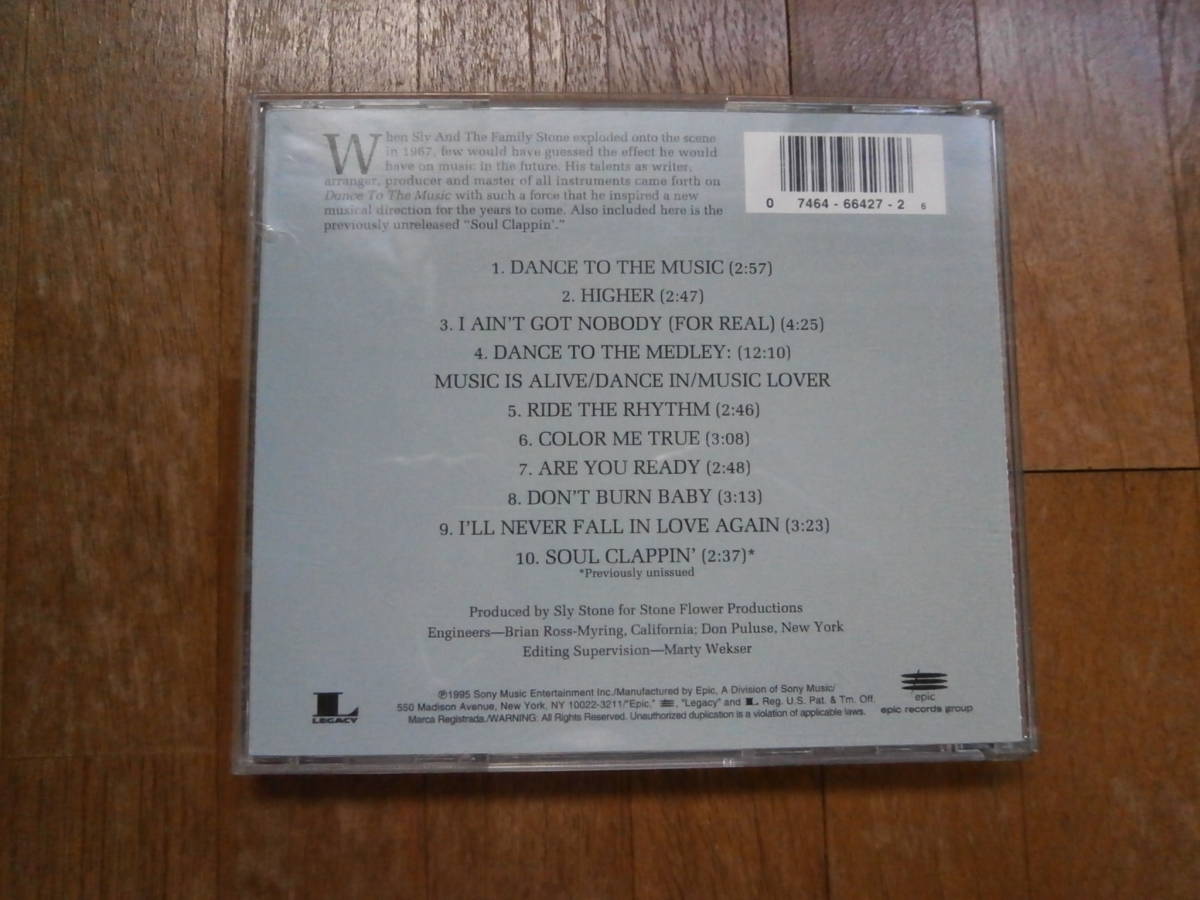 When Sly And The Family Stone exploded onto the scene
in 1967, few would have guessed the effect he would
have on music in the future. His talents as writer,
arranger, producer and master of all instruments came forth on
Dance To The Music with such a force that he inspired a new
musical direction for the years to come. Also included here is the
previously unreleased “Soul Clappin’.”
0 7464 - 66427 - 2 6
1. DANCE TO THE MUSIC (2:57)
2. HIGHER (2:47)
3. I AIN’T GOT NOBODY (FOR REAL) (4:25)
4. DANCE TO THE MEDLEY: (12:10)
MUSIC IS ALIVE/DANCE IN/MUSIC LOVER
5. RIDE THE RHYTHM (2:46)
6. COLOR ME TRUE (3:08)
7. ARE YOU READY (2:48)
8. DON’T BURN BABY (3:13)
9. I’LL NEVER FALL IN LOVE AGAIN (3:23)
10. SOUL CLAPPIN’ (2:37)*
*Previously unissued
Produced by Sly Stone for Stone Flower Productions
Engineers—Brian Ross-Myring, California; Don Puluse, New York
Editing Supervision—Marty Wekser
L
LEGACY
℗1995 Sony Music Entertainment Inc./Manufactured by Epic, A Division of Sony Music/
550 Madison Avenue, New York, NY 10022-3211/"Epic," , "Legacy" and L Reg. U.S. Pat. & Tm. Off.
Marca Registrada./WARNING: All Rights Reserved. Unauthorized duplication is a violation of applicable laws.
epic
epic records group